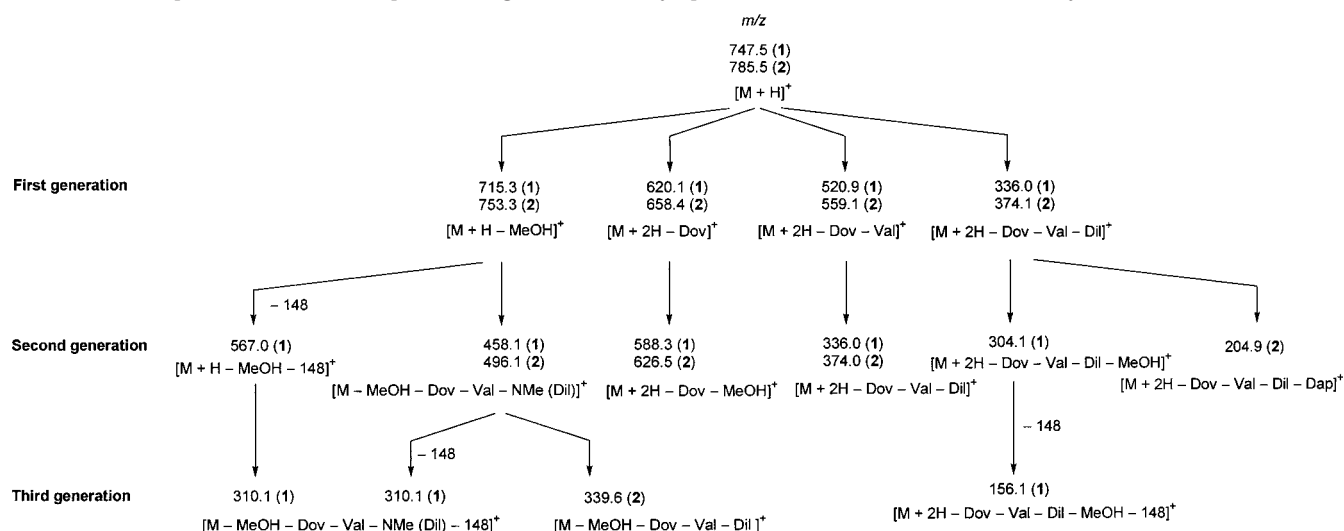 m/z
747.5 (1)
785.5 (2)
[M + H]+
First generation
715.3 (1)
753.3 (2)
[M + H – MeOH]+
620.1 (1)
658.4 (2)
[M + 2H – Dov]+
520.9 (1)
559.1 (2)
[M + 2H – Dov – Val]+
336.0 (1)
374.1 (2)
[M + 2H – Dov – Val – Dil]+
– 148
Second generation
567.0 (1)
[M + H – MeOH – 148]+
458.1 (1)
496.1 (2)
[M – MeOH – Dov – Val – NMe (Dil)]+
588.3 (1)
626.5 (2)
[M + 2H – Dov – MeOH]+
336.0 (1)
374.0 (2)
[M + 2H – Dov – Val – Dil]+
304.1 (1)
[M + 2H – Dov – Val – Dil – MeOH]+
204.9 (2)
[M + 2H – Dov – Val – Dil – Dap]+
– 148
– 148
Third generation
310.1 (1)
310.1 (1)
[M – MeOH – Dov – Val – NMe (Dil) – 148]+
339.6 (2)
[M – MeOH – Dov – Val – Dil ]+
156.1 (1)
[M + 2H – Dov – Val – Dil – MeOH – 148]+